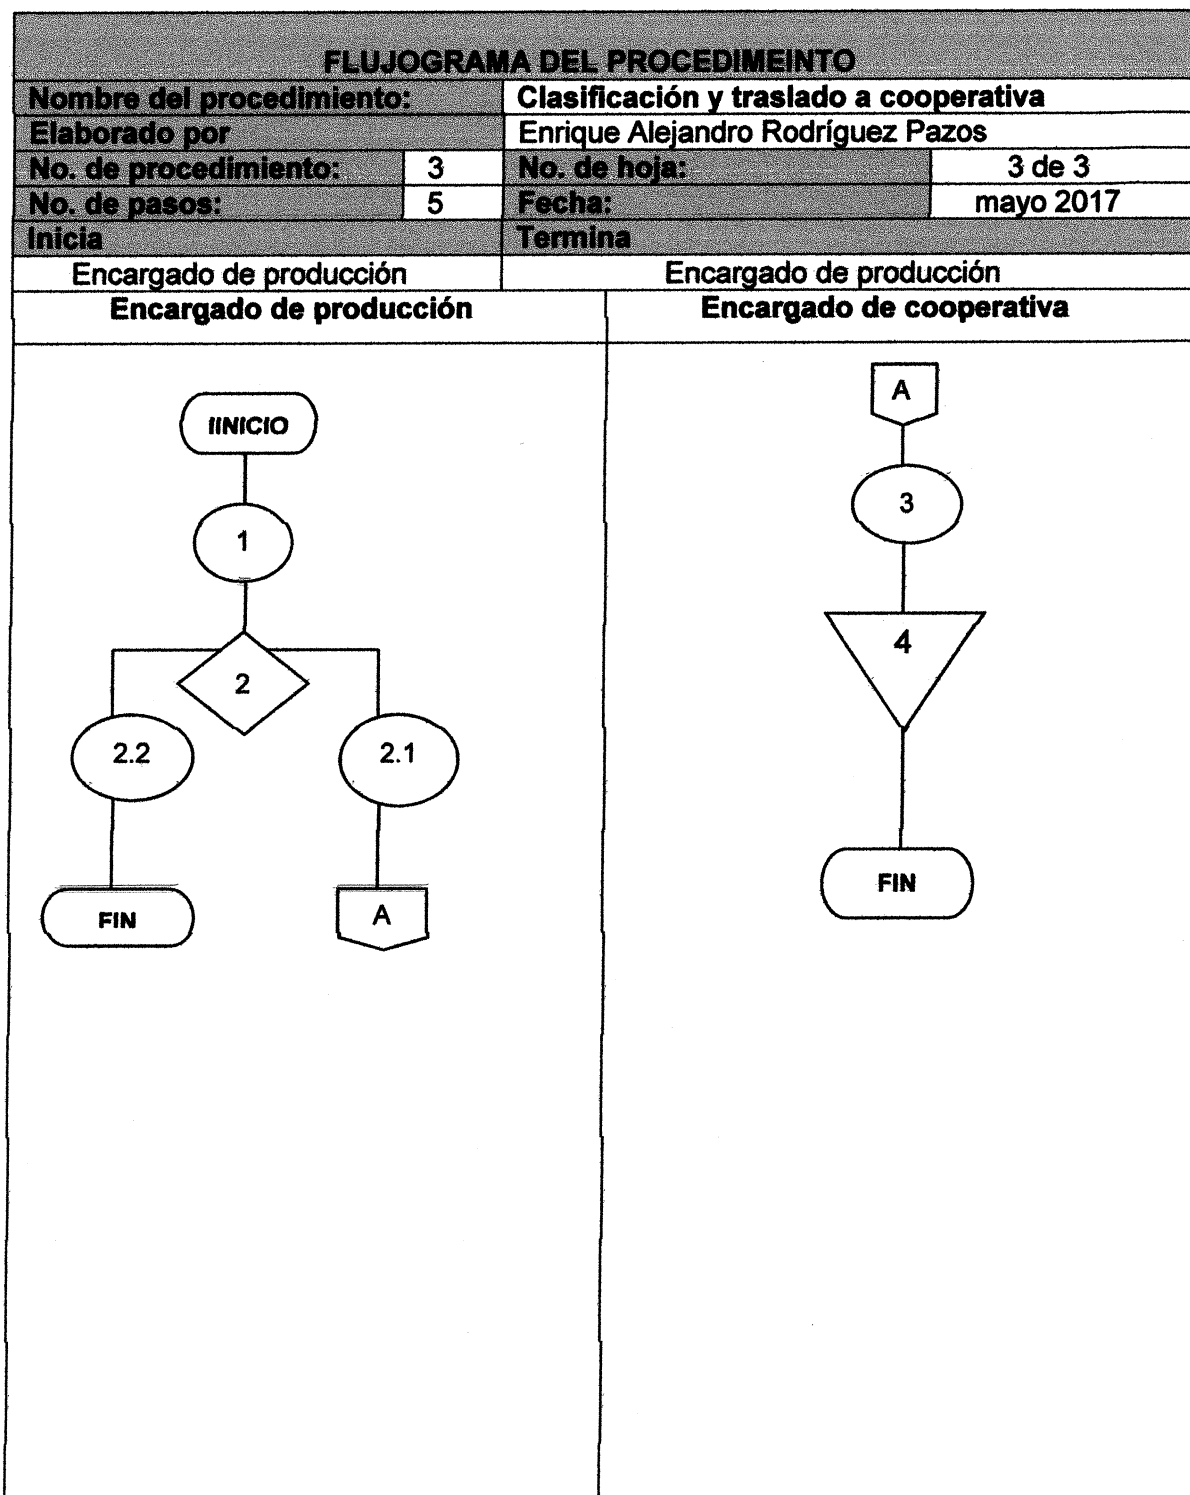 FLUJOGRAMA DEL PROCEDIMEINTO
Nombre del procedimiento: Clasificación y traslado a cooperativa
Elaborado por Enrique Alejandro Rodríguez Pazos
No. de procedimiento: 3 No. de hoja: 3 de 3
No. de pasos: 5 Fecha: mayo 2017
Inicia Termina
Encargado de producción Encargado de producción
Encargado de producción Encargado de cooperativa
IINICIO
1
2
2.2 2.1
FIN A
A
3
4
FIN